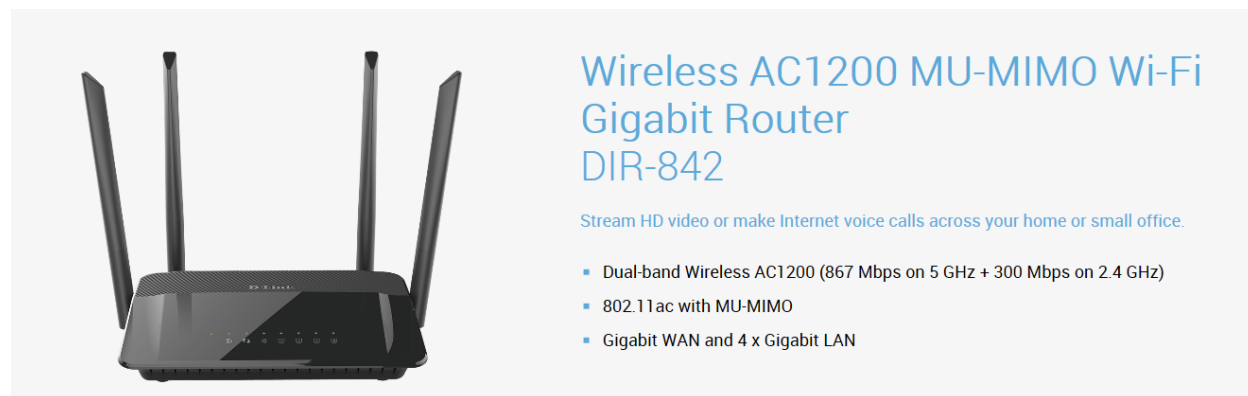 D-Link
Wireless AC1200 MU-MIMO Wi-Fi
Gigabit Router
DIR-842
Stream HD video or make Internet voice calls across your home or small office.
Dual-band Wireless AC1200 (867 Mbps on 5 GHz + 300 Mbps on 2.4 GHz)
802.11ac with MU-MIMO
Gigabit WAN and 4 x Gigabit LAN